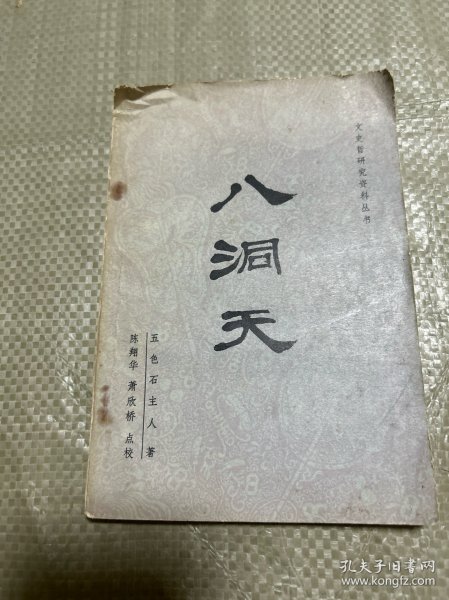 文史哲研究资料丛书
八洞天
五色石主人 著
陈翔华 萧欣桥 点校
孔夫子旧书网
www.kongfz.com